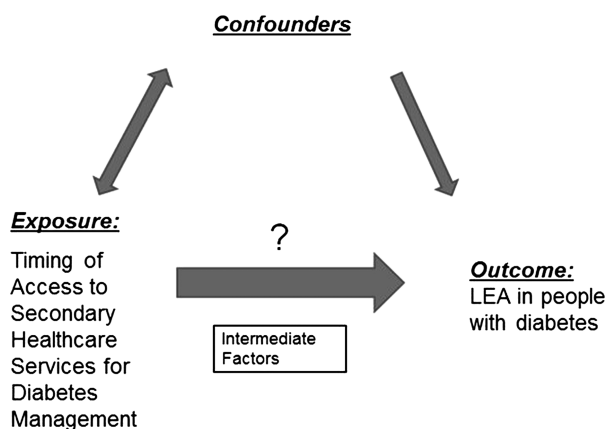 Confounders
Exposure:
Timing of
Access to
Secondary
Healthcare
Services for
Diabetes
Management
?
Intermediate
Factors
Outcome:
LEA in people
with diabetes